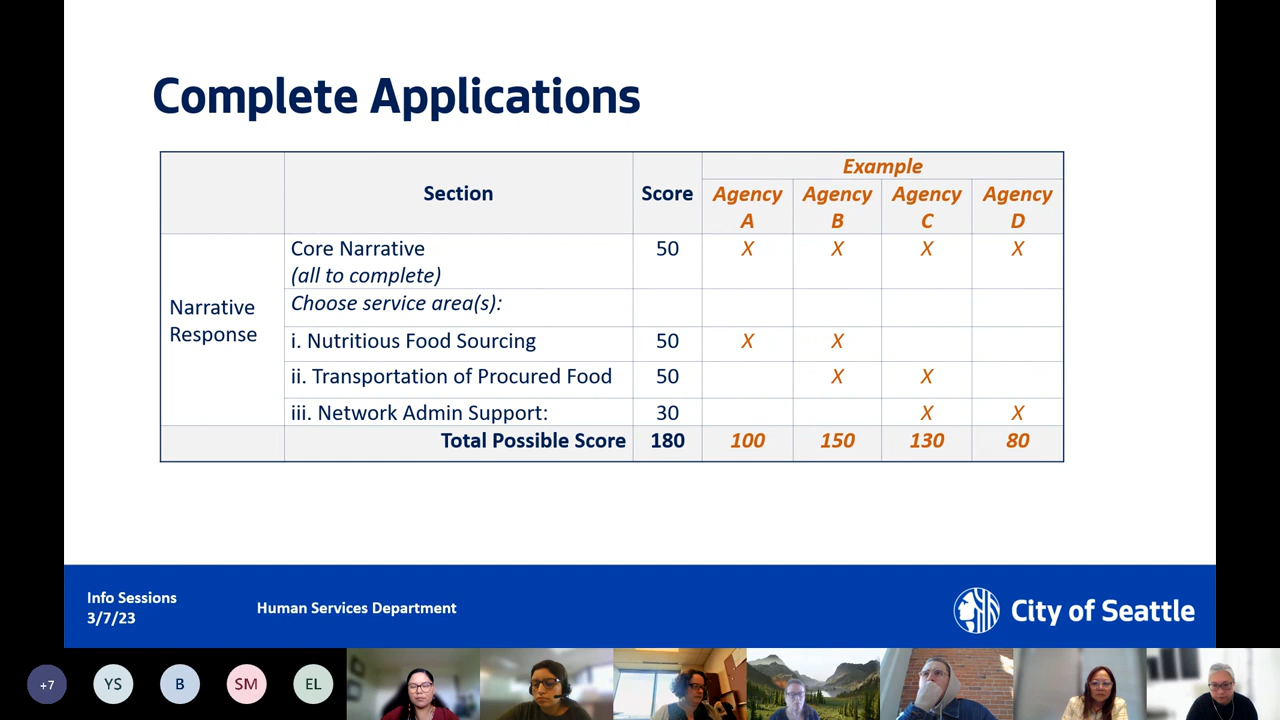 Complete Applications
Example
Section Score Agency A Agency B Agency C Agency D
Narrative Response
Core Narrative 50 X X X X
(all to complete)
Choose service area(s):
i. Nutritious Food Sourcing 50 X X
ii. Transportation of Procured Food 50 X X
iii. Network Admin Support: 30 X X
Total Possible Score 180 100 150 130 80
Info Sessions
3/7/23
Human Services Department
City of Seattle
+7 YS B SM EL